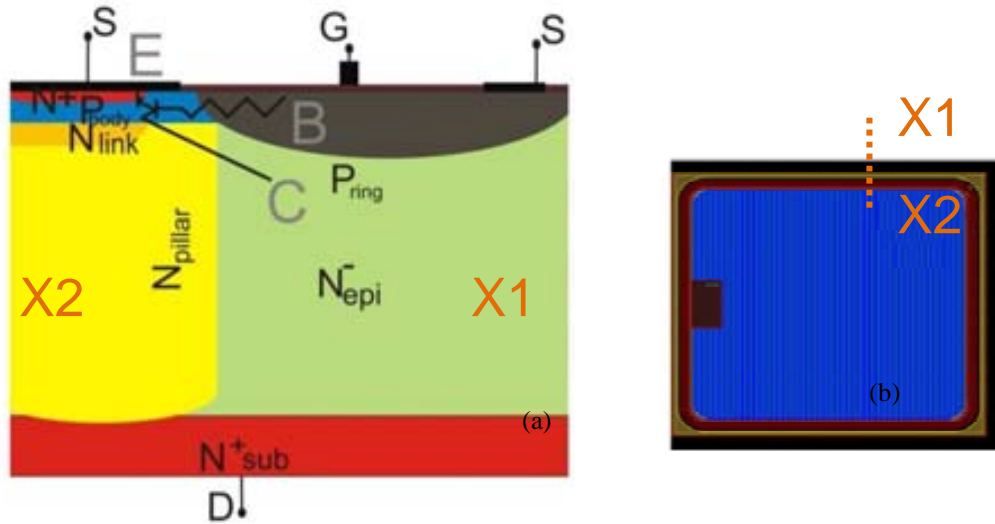 S
E
G
S
N+
Pbody
B
Nlink
C
Pring
Npillar
X2
N-epi
X1
(a)
N+sub
D
X1
X2
(b)